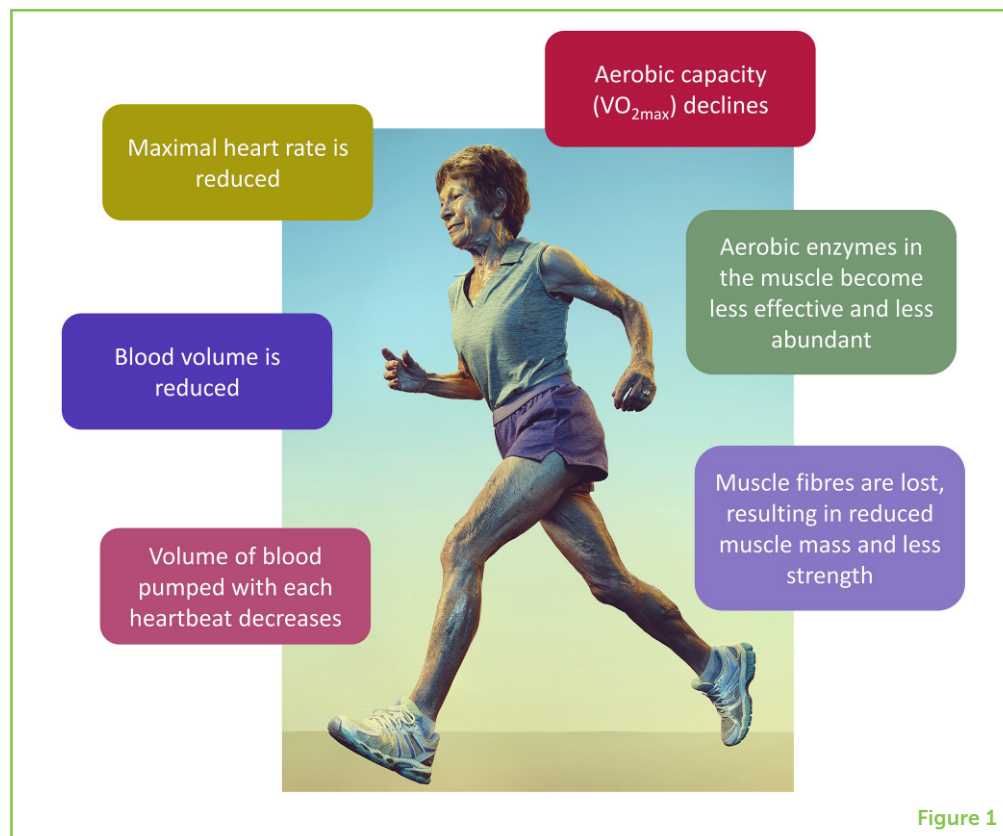 Aerobic capacity
(VO2max) declines
Maximal heart rate is
reduced
Aerobic enzymes in
the muscle become
less effective and less
abundant
Blood volume is
reduced
Muscle fibres are lost,
resulting in reduced
muscle mass and less
strength
Volume of blood
pumped with each
heartbeat decreases
Figure 1